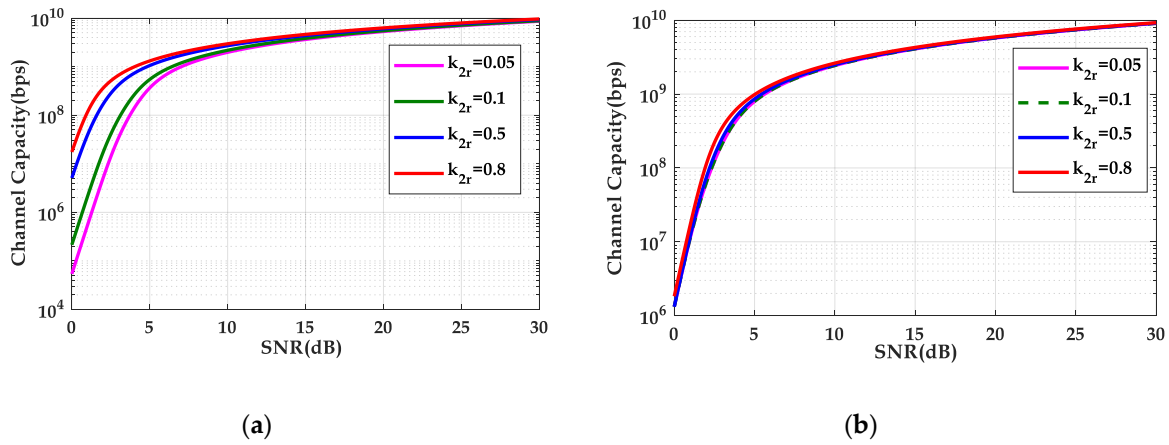 10^10
10^8
10^6
10^4
Channel Capacity(bps)
0 5 10 15 20 25 30
SNR(dB)
k_2r=0.05
k_2r=0.1
k_2r=0.5
k_2r=0.8
(a)
10^10
10^9
10^8
10^7
10^6
Channel Capacity(bps)
0 5 10 15 20 25 30
SNR(dB)
k_2r=0.05
k_2r=0.1
k_2r=0.5
k_2r=0.8
(b)